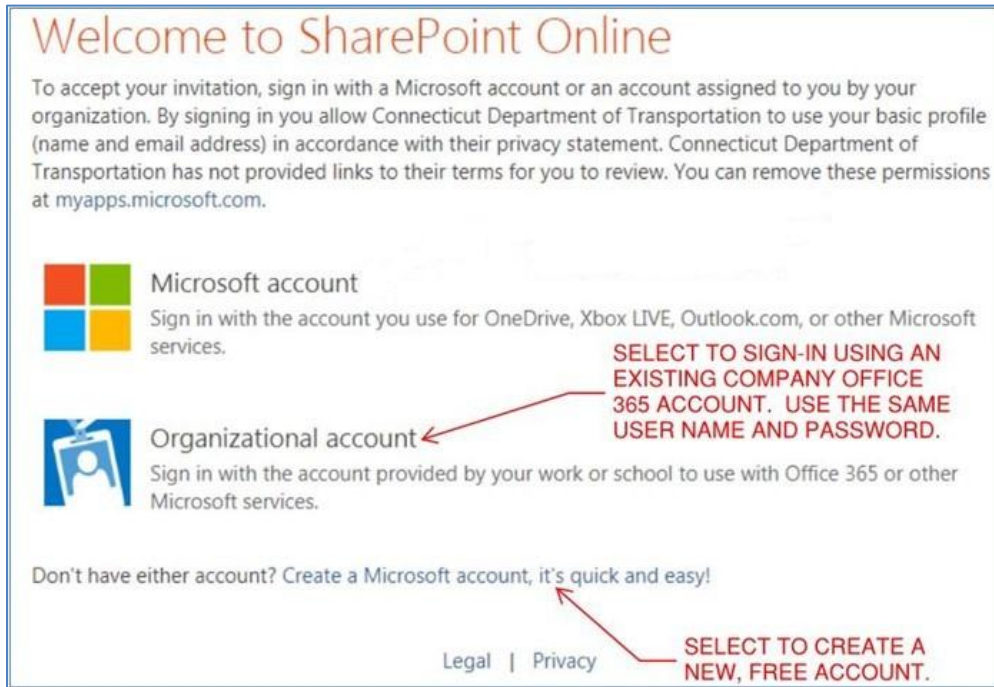 Welcome to SharePoint Online
To accept your invitation, sign in with a Microsoft account or an account assigned to you by your
organization. By signing in you allow Connecticut Department of Transportation to use your basic profile
(name and email address) in accordance with their privacy statement. Connecticut Department of
Transportation has not provided links to their terms for you to review. You can remove these permissions
at myapps.microsoft.com.
Microsoft account
Sign in with the account you use for OneDrive, Xbox LIVE, Outlook.com, or other Microsoft
services.
SELECT TO SIGN-IN USING AN
EXISTING COMPANY OFFICE
365 ACCOUNT. USE THE SAME
USER NAME AND PASSWORD.
Organizational account
Sign in with the account provided by your work or school to use with Office 365 or other
Microsoft services.
Don't have either account? Create a Microsoft account, it's quick and easy!
SELECT TO CREATE A
NEW, FREE ACCOUNT.
Legal | Privacy